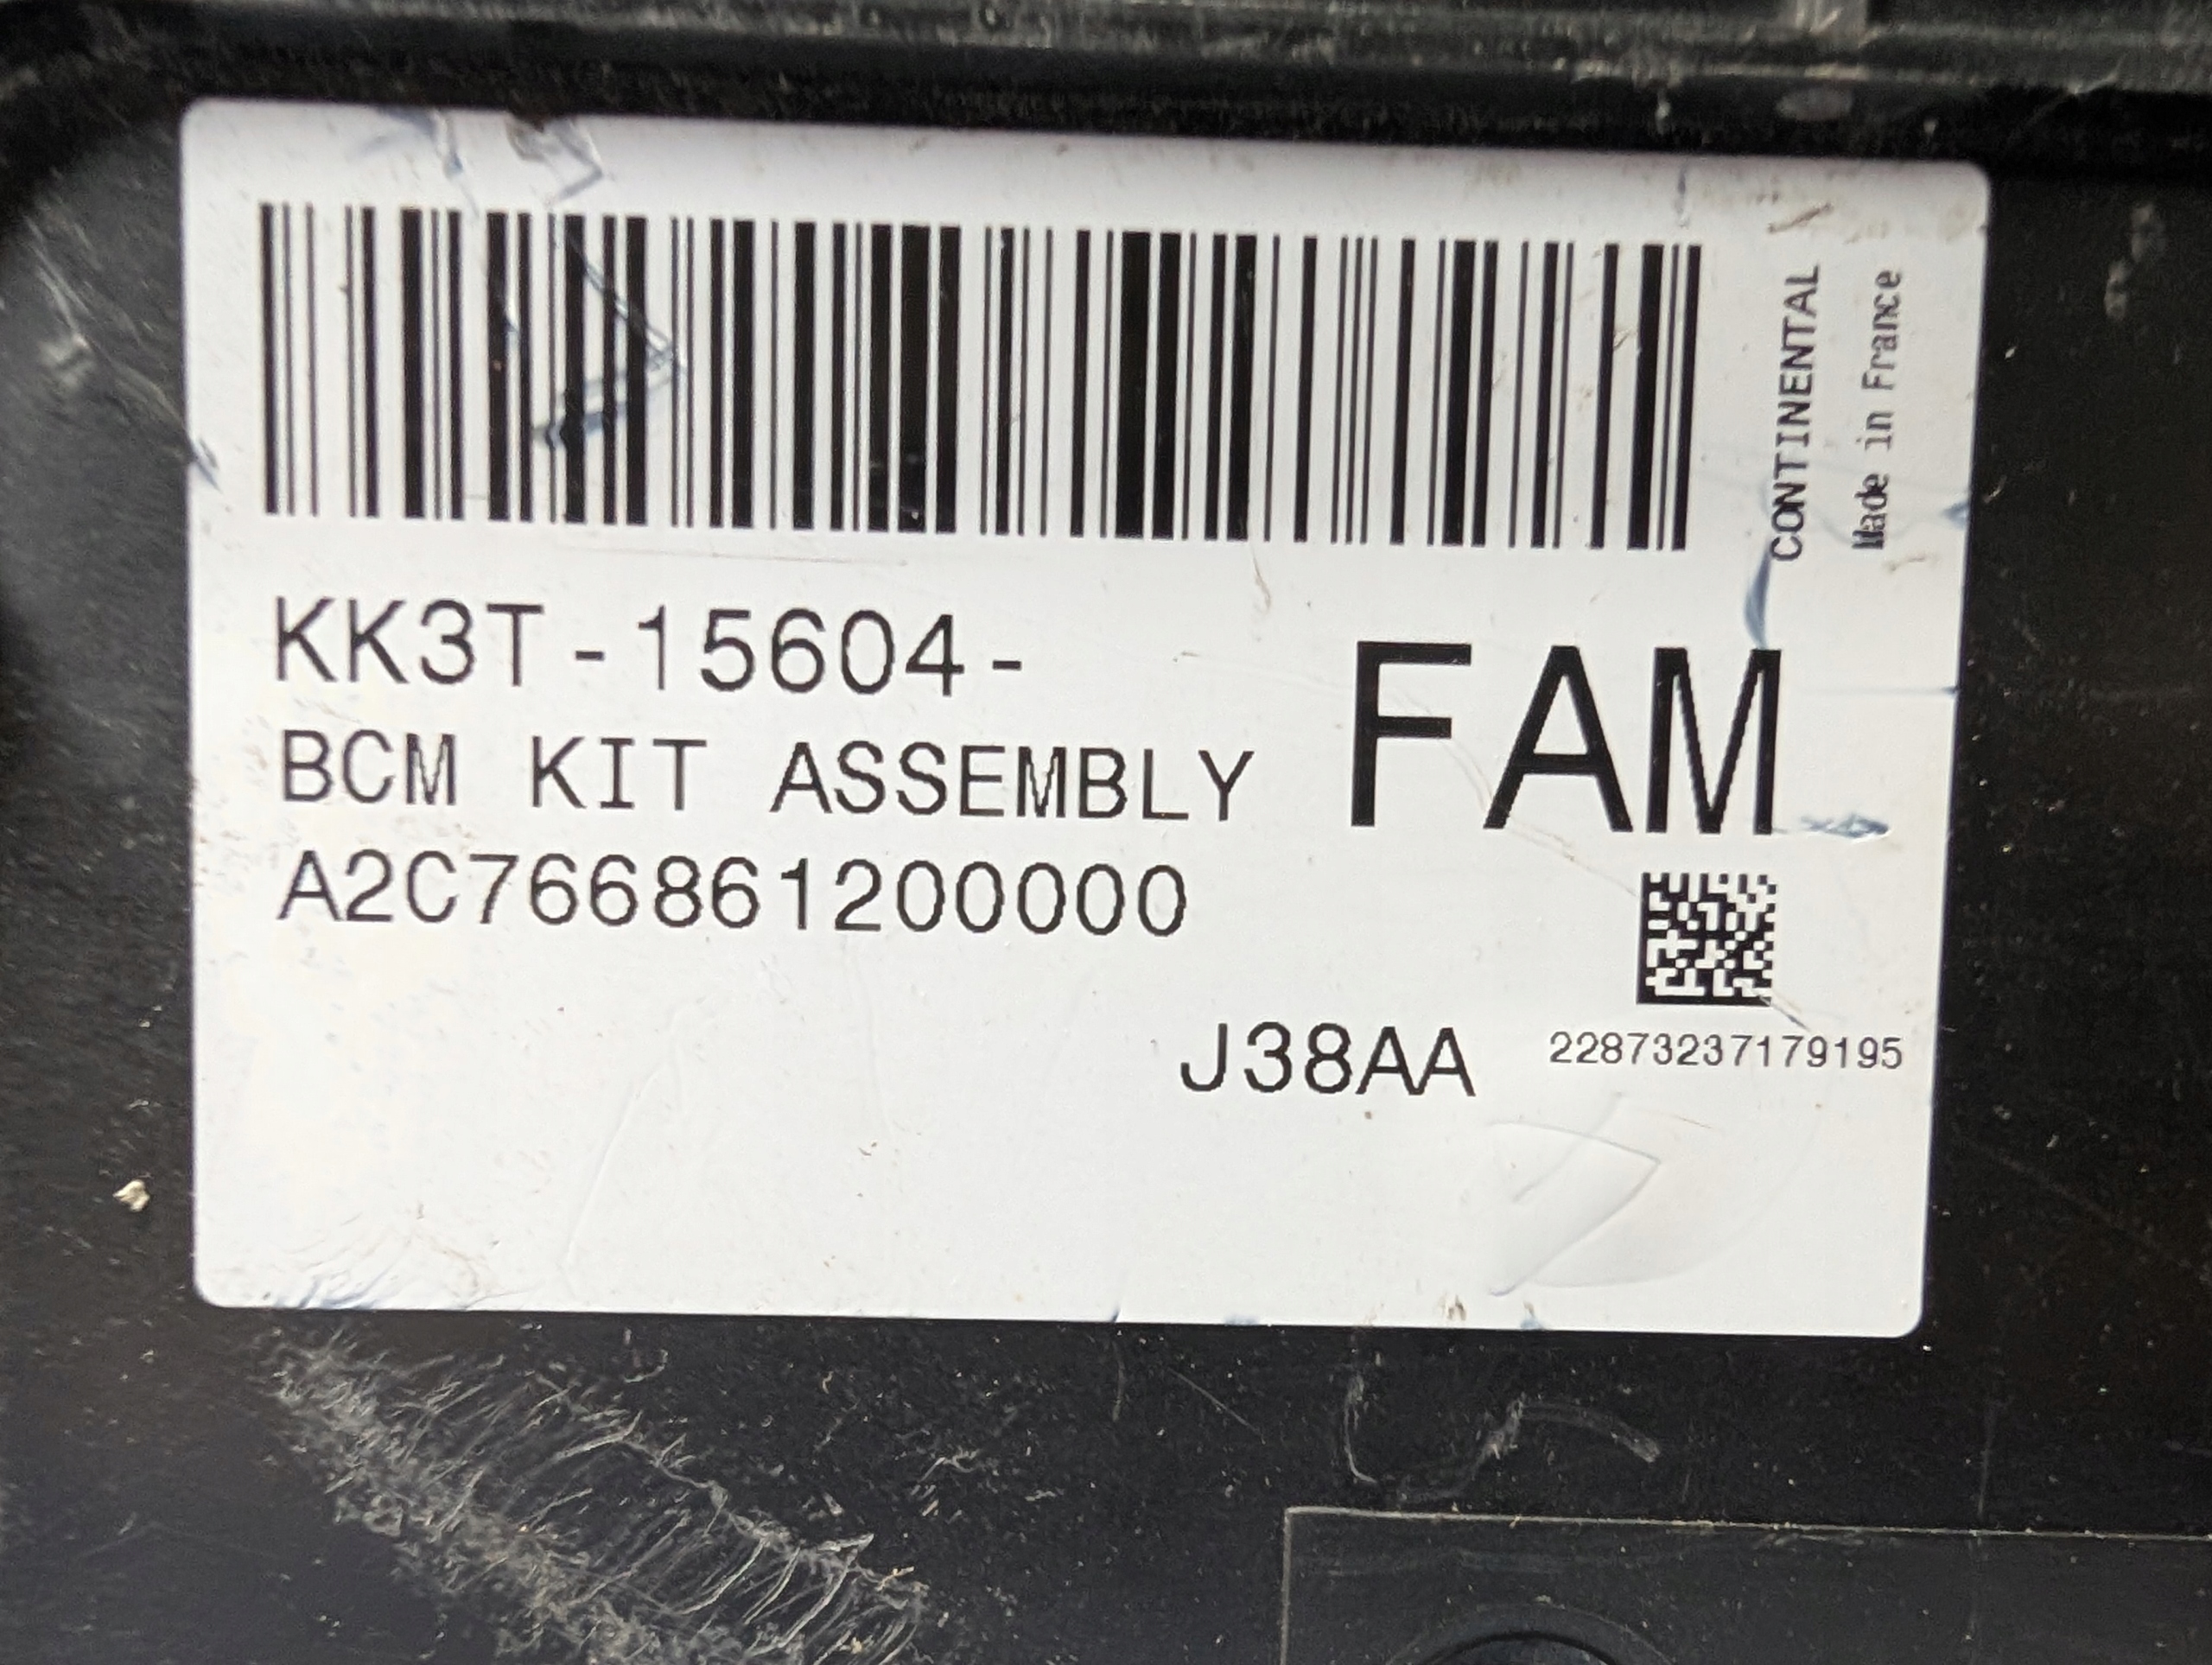 CONTINENTAL
Made in France
KK3T-15604- FAM
BCM KIT ASSEMBLY
A2C766861200000
J38AA 22873237179195